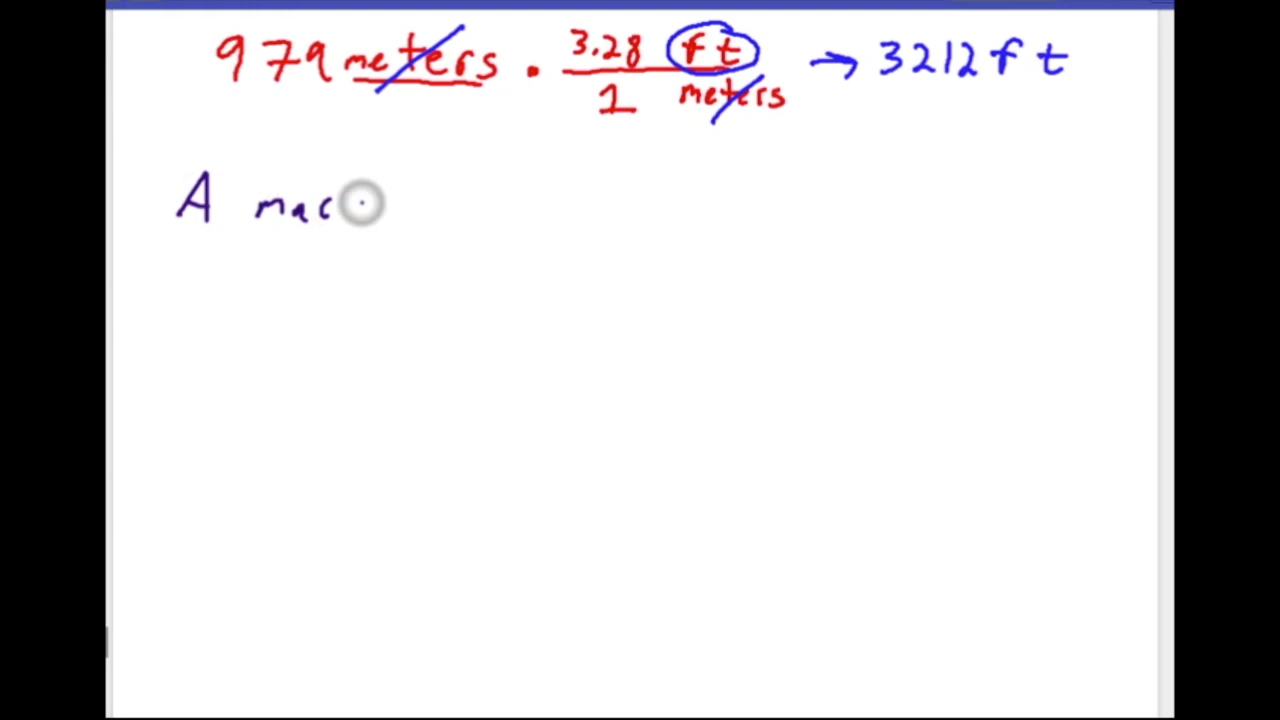 979 meters · 3.28 ft / 1 meters → 3212 ft
A mac